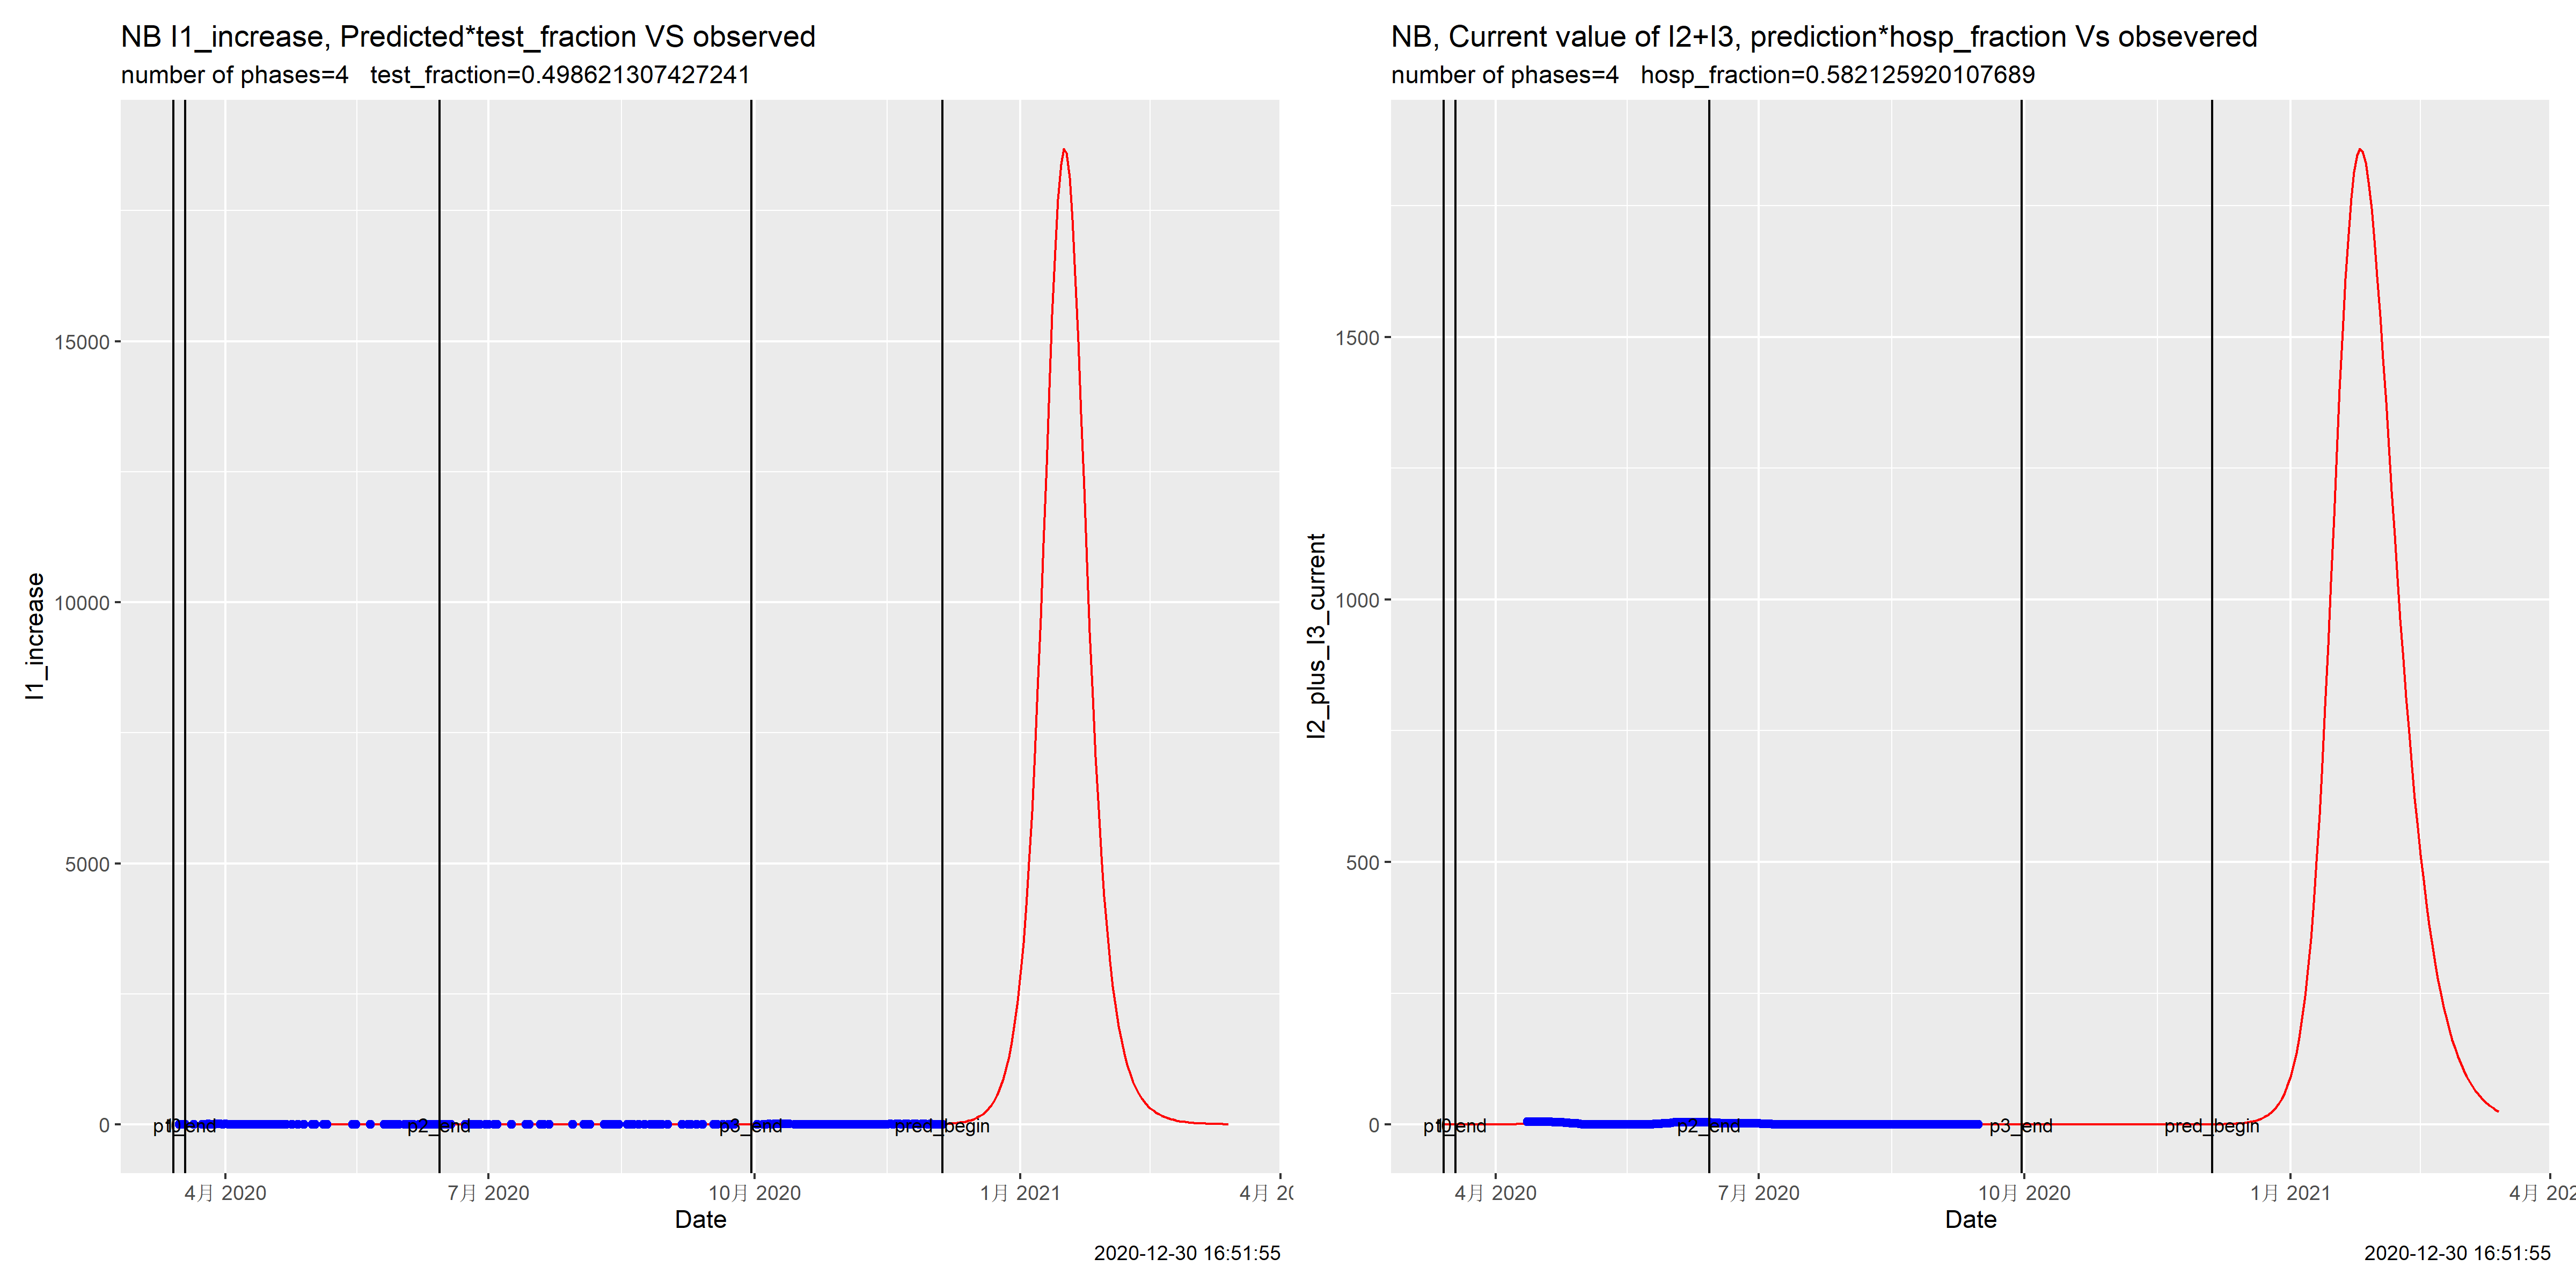 NB I1_increase, Predicted*test_fraction VS observed
number of phases=4   test_fraction=0.498621307427241
I1_increase
15000
10000
5000
0
p2_end
p3_end
pred_begin
4月 2020
7月 2020
10月 2020
1月 2021
Date
2020-12-30 16:51:55
NB, Current value of I2+I3, prediction*hosp_fraction Vs obsevered
number of phases=4   hosp_fraction=0.582125920107689
I2_plus_I3_current
1500
1000
500
0
p2_end
p3_end
pred_begin
4月 2020
7月 2020
10月 2020
1月 2021
Date
2020-12-30 16:51:55